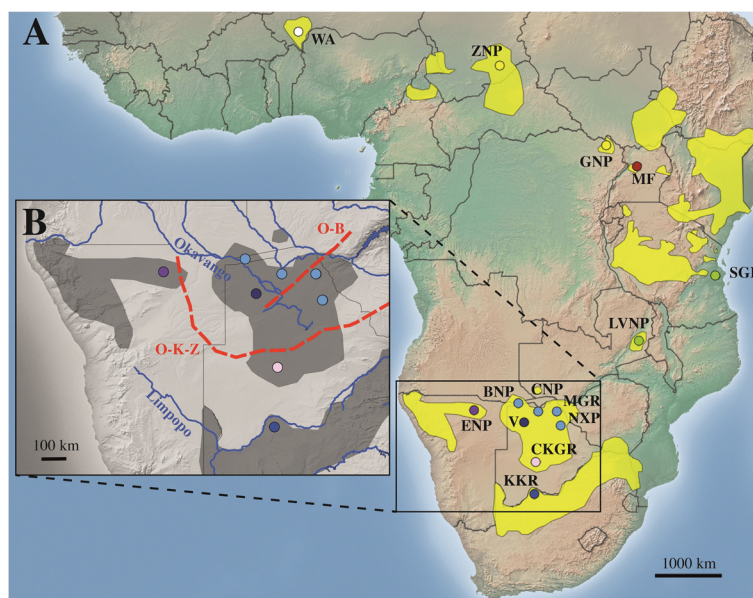 A
WA
ZNP
GNP
MF
SGR
LVNP
B
O-B
Okavango
O-K-Z
Limpopo
100 km
BNP
CNP
MGR
V
NXP
ENP
CKGR
KKR
1000 km